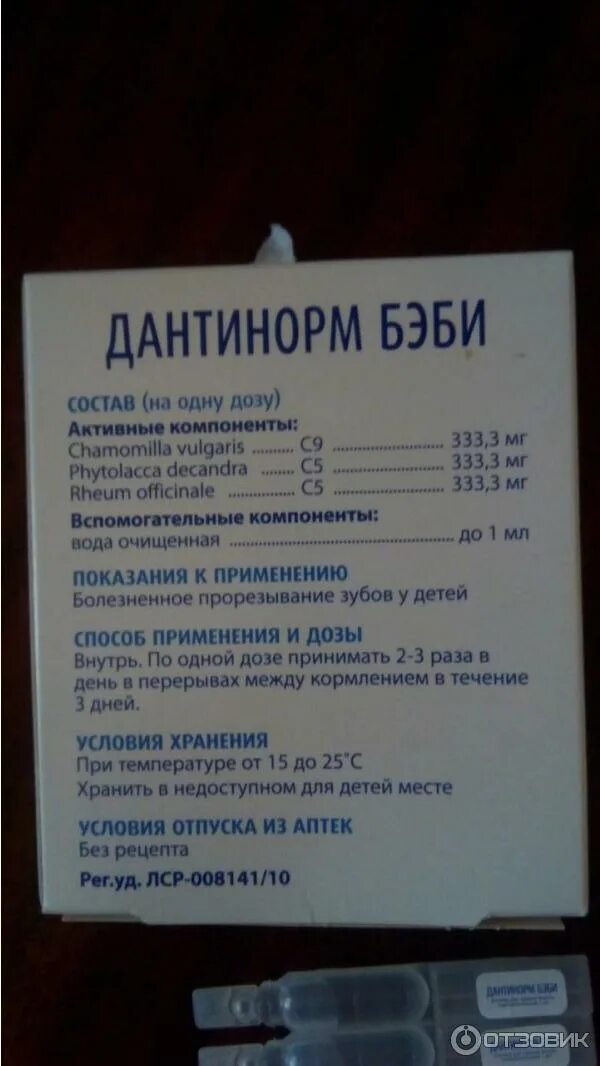 ДАНТИНОРМ БЭБИ
СОСТАВ (на одну дозу)
Активные компоненты:
Chamomilla vulgaris .......... C9 ........................... 333,3 мг
Phytolacca decandra ........ C5 ........................... 333,3 мг
Rheum officinale ................ C5 ........................... 333,3 мг
Вспомогательные компоненты:
вода очищенная ....................................................... до 1 мл
ПОКАЗАНИЯ К ПРИМЕНЕНИЮ
Болезненное прорезывание зубов у детей
СПОСОБ ПРИМЕНЕНИЯ И ДОЗЫ
Внутрь. По одной дозе принимать 2-3 раза в
день в перерывах между кормлением в течение
3 дней.
УСЛОВИЯ ХРАНЕНИЯ
При температуре от 15 до 25˚С
Хранить в недоступном для детей месте
УСЛОВИЯ ОТПУСКА ИЗ АПТЕК
Без рецепта
Рег.уд. ЛСР-008141/10
ДАНТИНОРМ БЭБИ
ОТЗОВИК